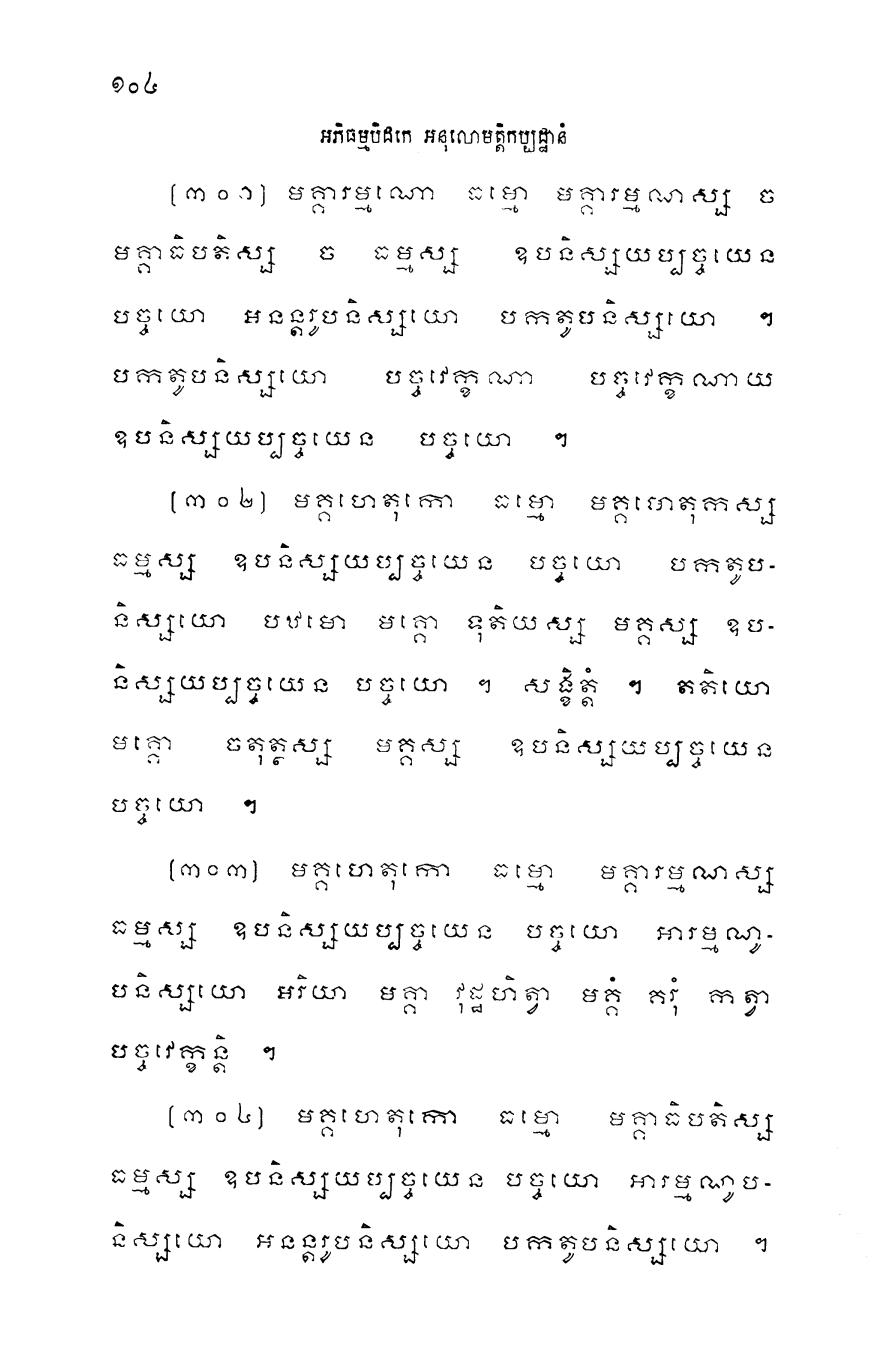 ១០៤
អភិធម្មបិដកេ អនុលោមត្តិកប្បដ្ឋានំ
(៣០១) មគ្គារម្មណោ ធម្មោ មគ្គារម្មណស្ស ច
មគ្គាធិបតិស្ស ច ធម្មស្ស ឧបនិស្សយប្បច្ចយេន
បច្ចយោ អនន្តរូបនិស្សយោ បកតូបនិស្សយោ ។
បកតូបនិស្សយោ បច្ចវេក្ខណា បច្ចវេក្ខណាយ
ឧបនិស្សយប្បច្ចយេន បច្ចយោ ។
(៣០២) មគ្គហេតុកោ ធម្មោ មគ្គហេតុកស្ស
ធម្មស្ស ឧបនិស្សយប្បច្ចយេន បច្ចយោ បកតូប-
និស្សយោ បឋមោ មគ្គោ ទុតិយស្ស មគ្គស្ស ឧប-
និស្សយប្បច្ចយេន បច្ចយោ ។ សង្ខិត្តំ ។ តតិយោ
មគ្គោ ចតុត្ថស្ស មគ្គស្ស ឧបនិស្សយប្បច្ចយេន
បច្ចយោ ។
(៣០៣) មគ្គហេតុកោ ធម្មោ មគ្គារម្មណស្ស
ធម្មស្ស ឧបនិស្សយប្បច្ចយេន បច្ចយោ អារម្មណូ-
បនិស្សយោ អរិយា មគ្គា វុដ្ឋហិត្វា មគ្គំ គរុំ កត្វា
បច្ចវេក្ខន្តិ ។
(៣០៤) មគ្គហេតុកោ ធម្មោ មគ្គាធិបតិស្ស
ធម្មស្ស ឧបនិស្សយប្បច្ចយេន បច្ចយោ អារម្មណូប-
និស្សយោ អនន្តរូបនិស្សយោ បកតូបនិស្សយោ ។